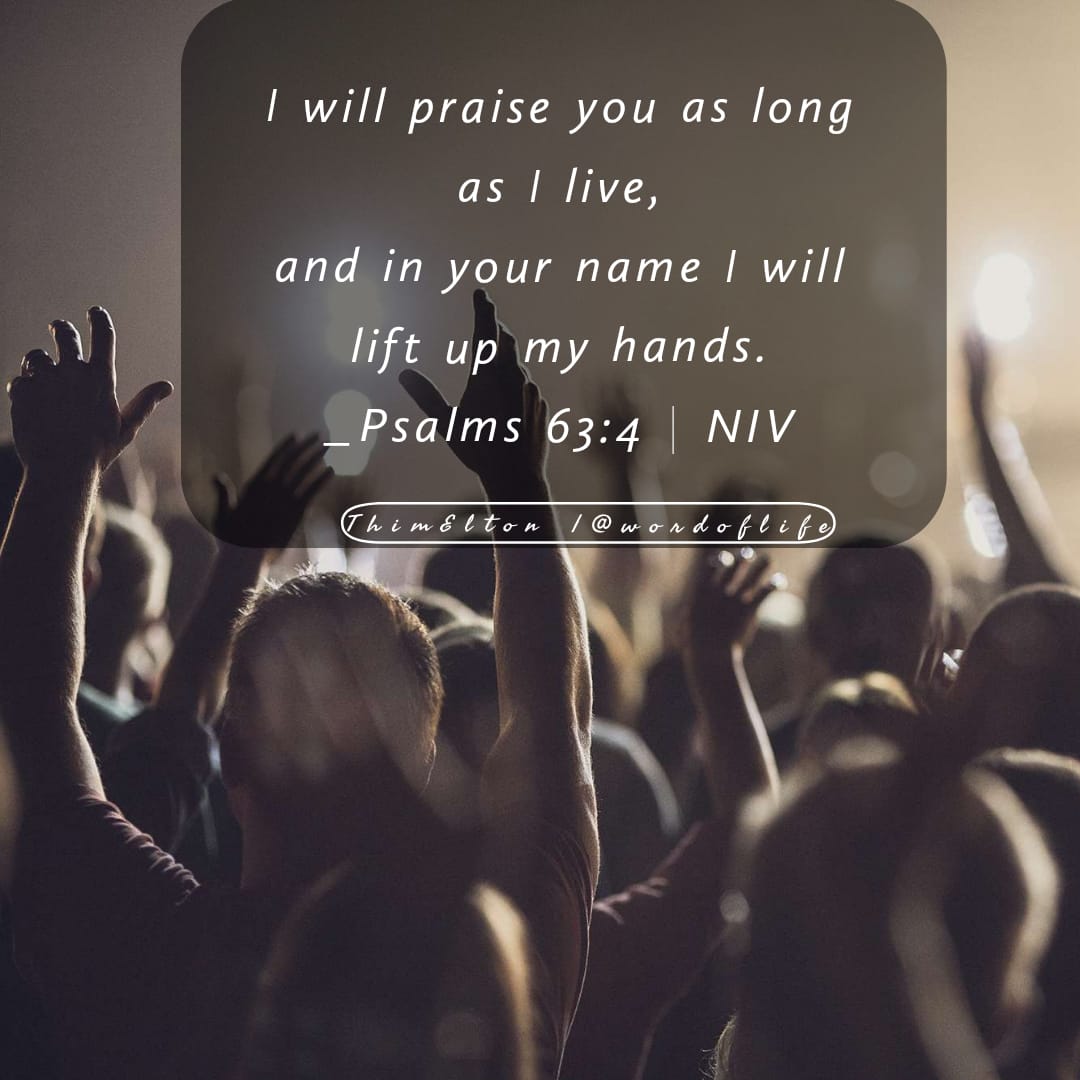 I will praise you as long
as I live,
and in your name I will
lift up my hands.
_Psalms 63:4 | NIV
ThimElton /@wordoflife